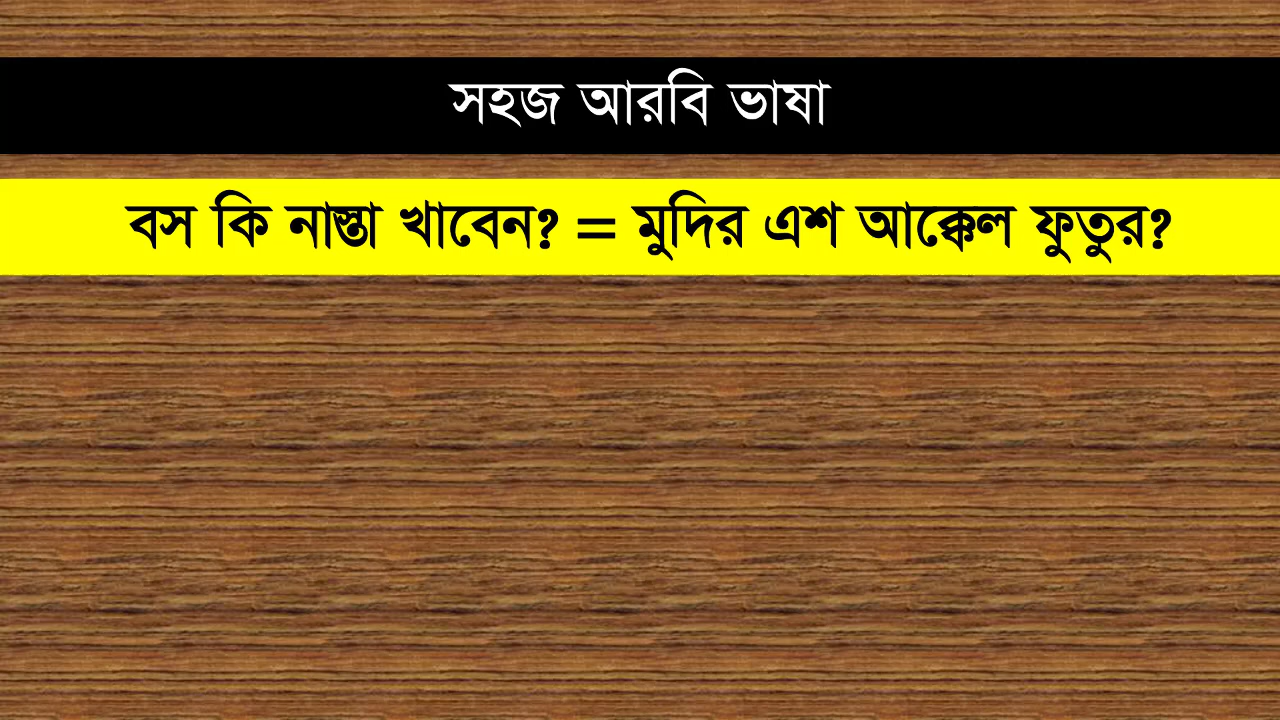 সহজ আরবি ভাষা
বস কি নাস্তা খাবেন? = মুদির এশ আক্কেল ফুতুর?